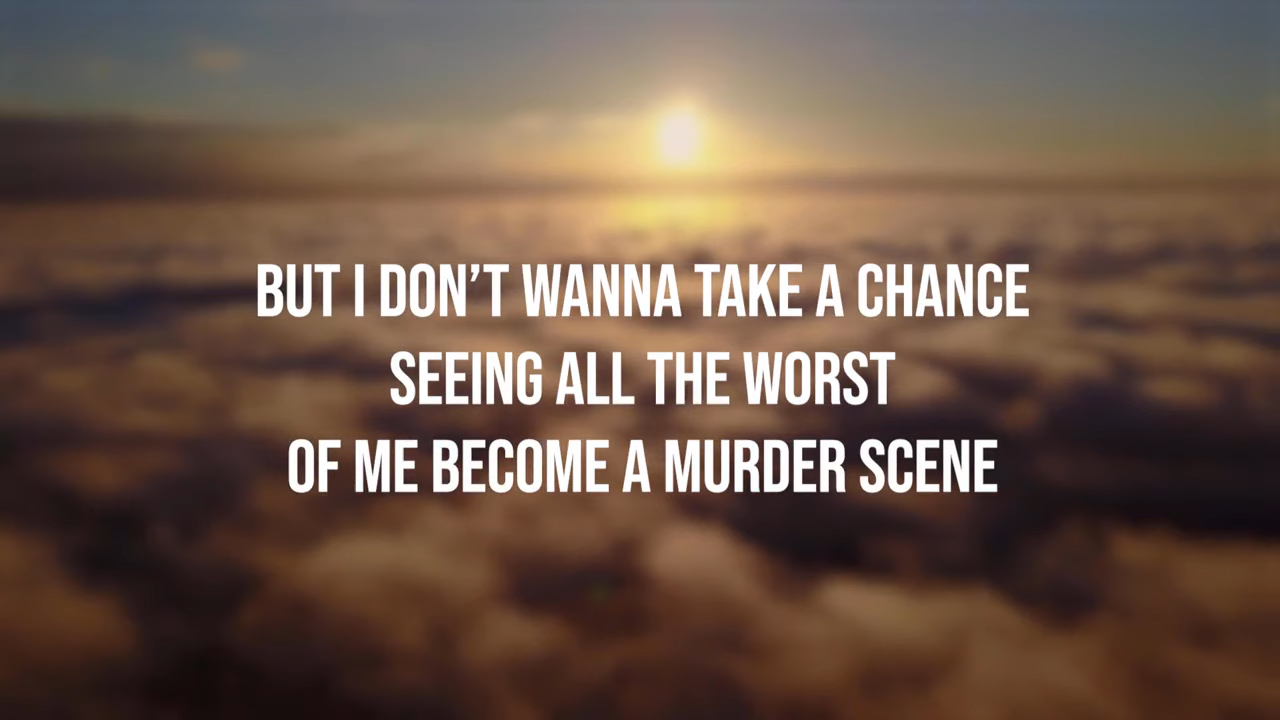 BUT I DON’T WANNA TAKE A CHANCE
SEEING ALL THE WORST
OF ME BECOME A MURDER SCENE